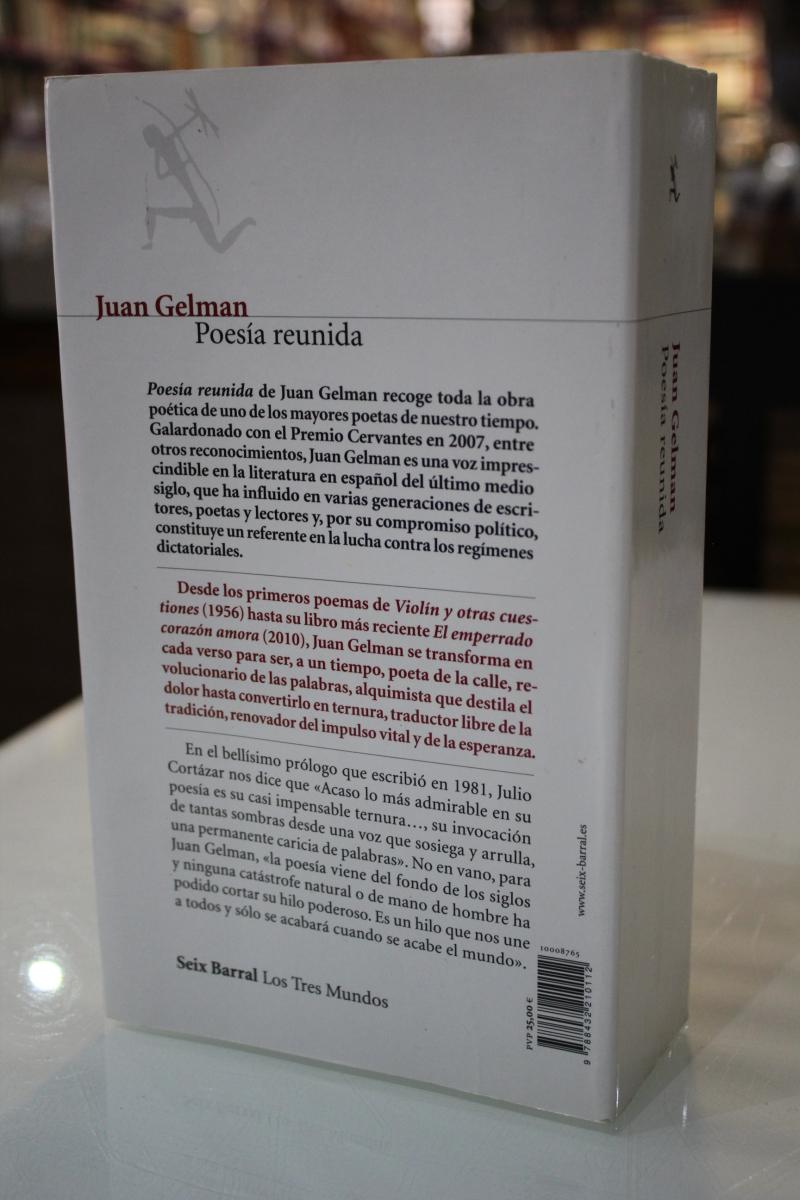 Juan Gelman
Poesía reunida
Poesía reunida de Juan Gelman recoge toda la obra
poética de uno de los mayores poetas de nuestro tiempo.
Galardonado con el Premio Cervantes en 2007, entre
otros reconocimientos, Juan Gelman es una voz impres-
cindible en la literatura en español del último medio
siglo, que ha influido en varias generaciones de escri-
tores, poetas y lectores y, por su compromiso político,
constituye un referente en la lucha contra los regímenes
dictatoriales.
Desde los primeros poemas de Violín y otras cues-
tiones (1956) hasta su libro más reciente El emperrado
corazón amora (2010), Juan Gelman se transforma en
cada verso para ser, a un tiempo, poeta de la calle, re-
volucionario de las palabras, alquimista que destila el
dolor hasta convertirlo en ternura, traductor libre de la
tradición, renovador del impulso vital y de la esperanza.
En el bellísimo prólogo que escribió en 1981, Julio
Cortázar nos dice que «Acaso lo más admirable en su
poesía es su casi impensable ternura…, su invocación
de tantas sombras desde una voz que sosiega y arrulla,
una permanente caricia de palabras». No en vano, para
Juan Gelman, «la poesía viene del fondo de los siglos
y ninguna catástrofe natural o de mano de hombre ha
podido cortar su hilo poderoso. Es un hilo que nos une
a todos y sólo se acabará cuando se acabe el mundo».
Seix Barral Los Tres Mundos
www.seix-barral.es
10008765
PVP 25,00 €
9 788432 210112
Juan Gelman
Poesía reunida